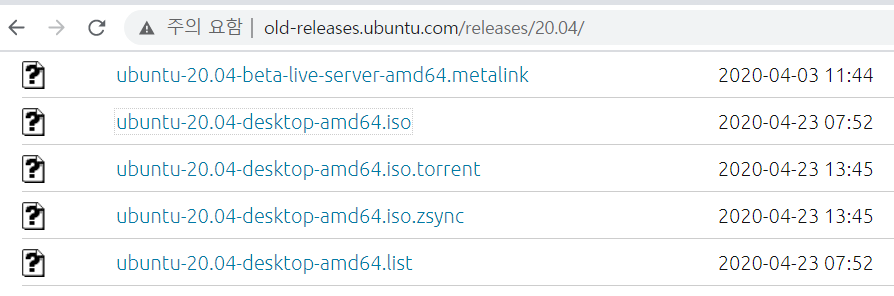 주의 요함 | old-releases.ubuntu.com/releases/20.04/
ubuntu-20.04-beta-live-server-amd64.metalink 2020-04-03 11:44
ubuntu-20.04-desktop-amd64.iso 2020-04-23 07:52
ubuntu-20.04-desktop-amd64.iso.torrent 2020-04-23 13:45
ubuntu-20.04-desktop-amd64.iso.zsync 2020-04-23 13:45
ubuntu-20.04-desktop-amd64.list 2020-04-23 07:52